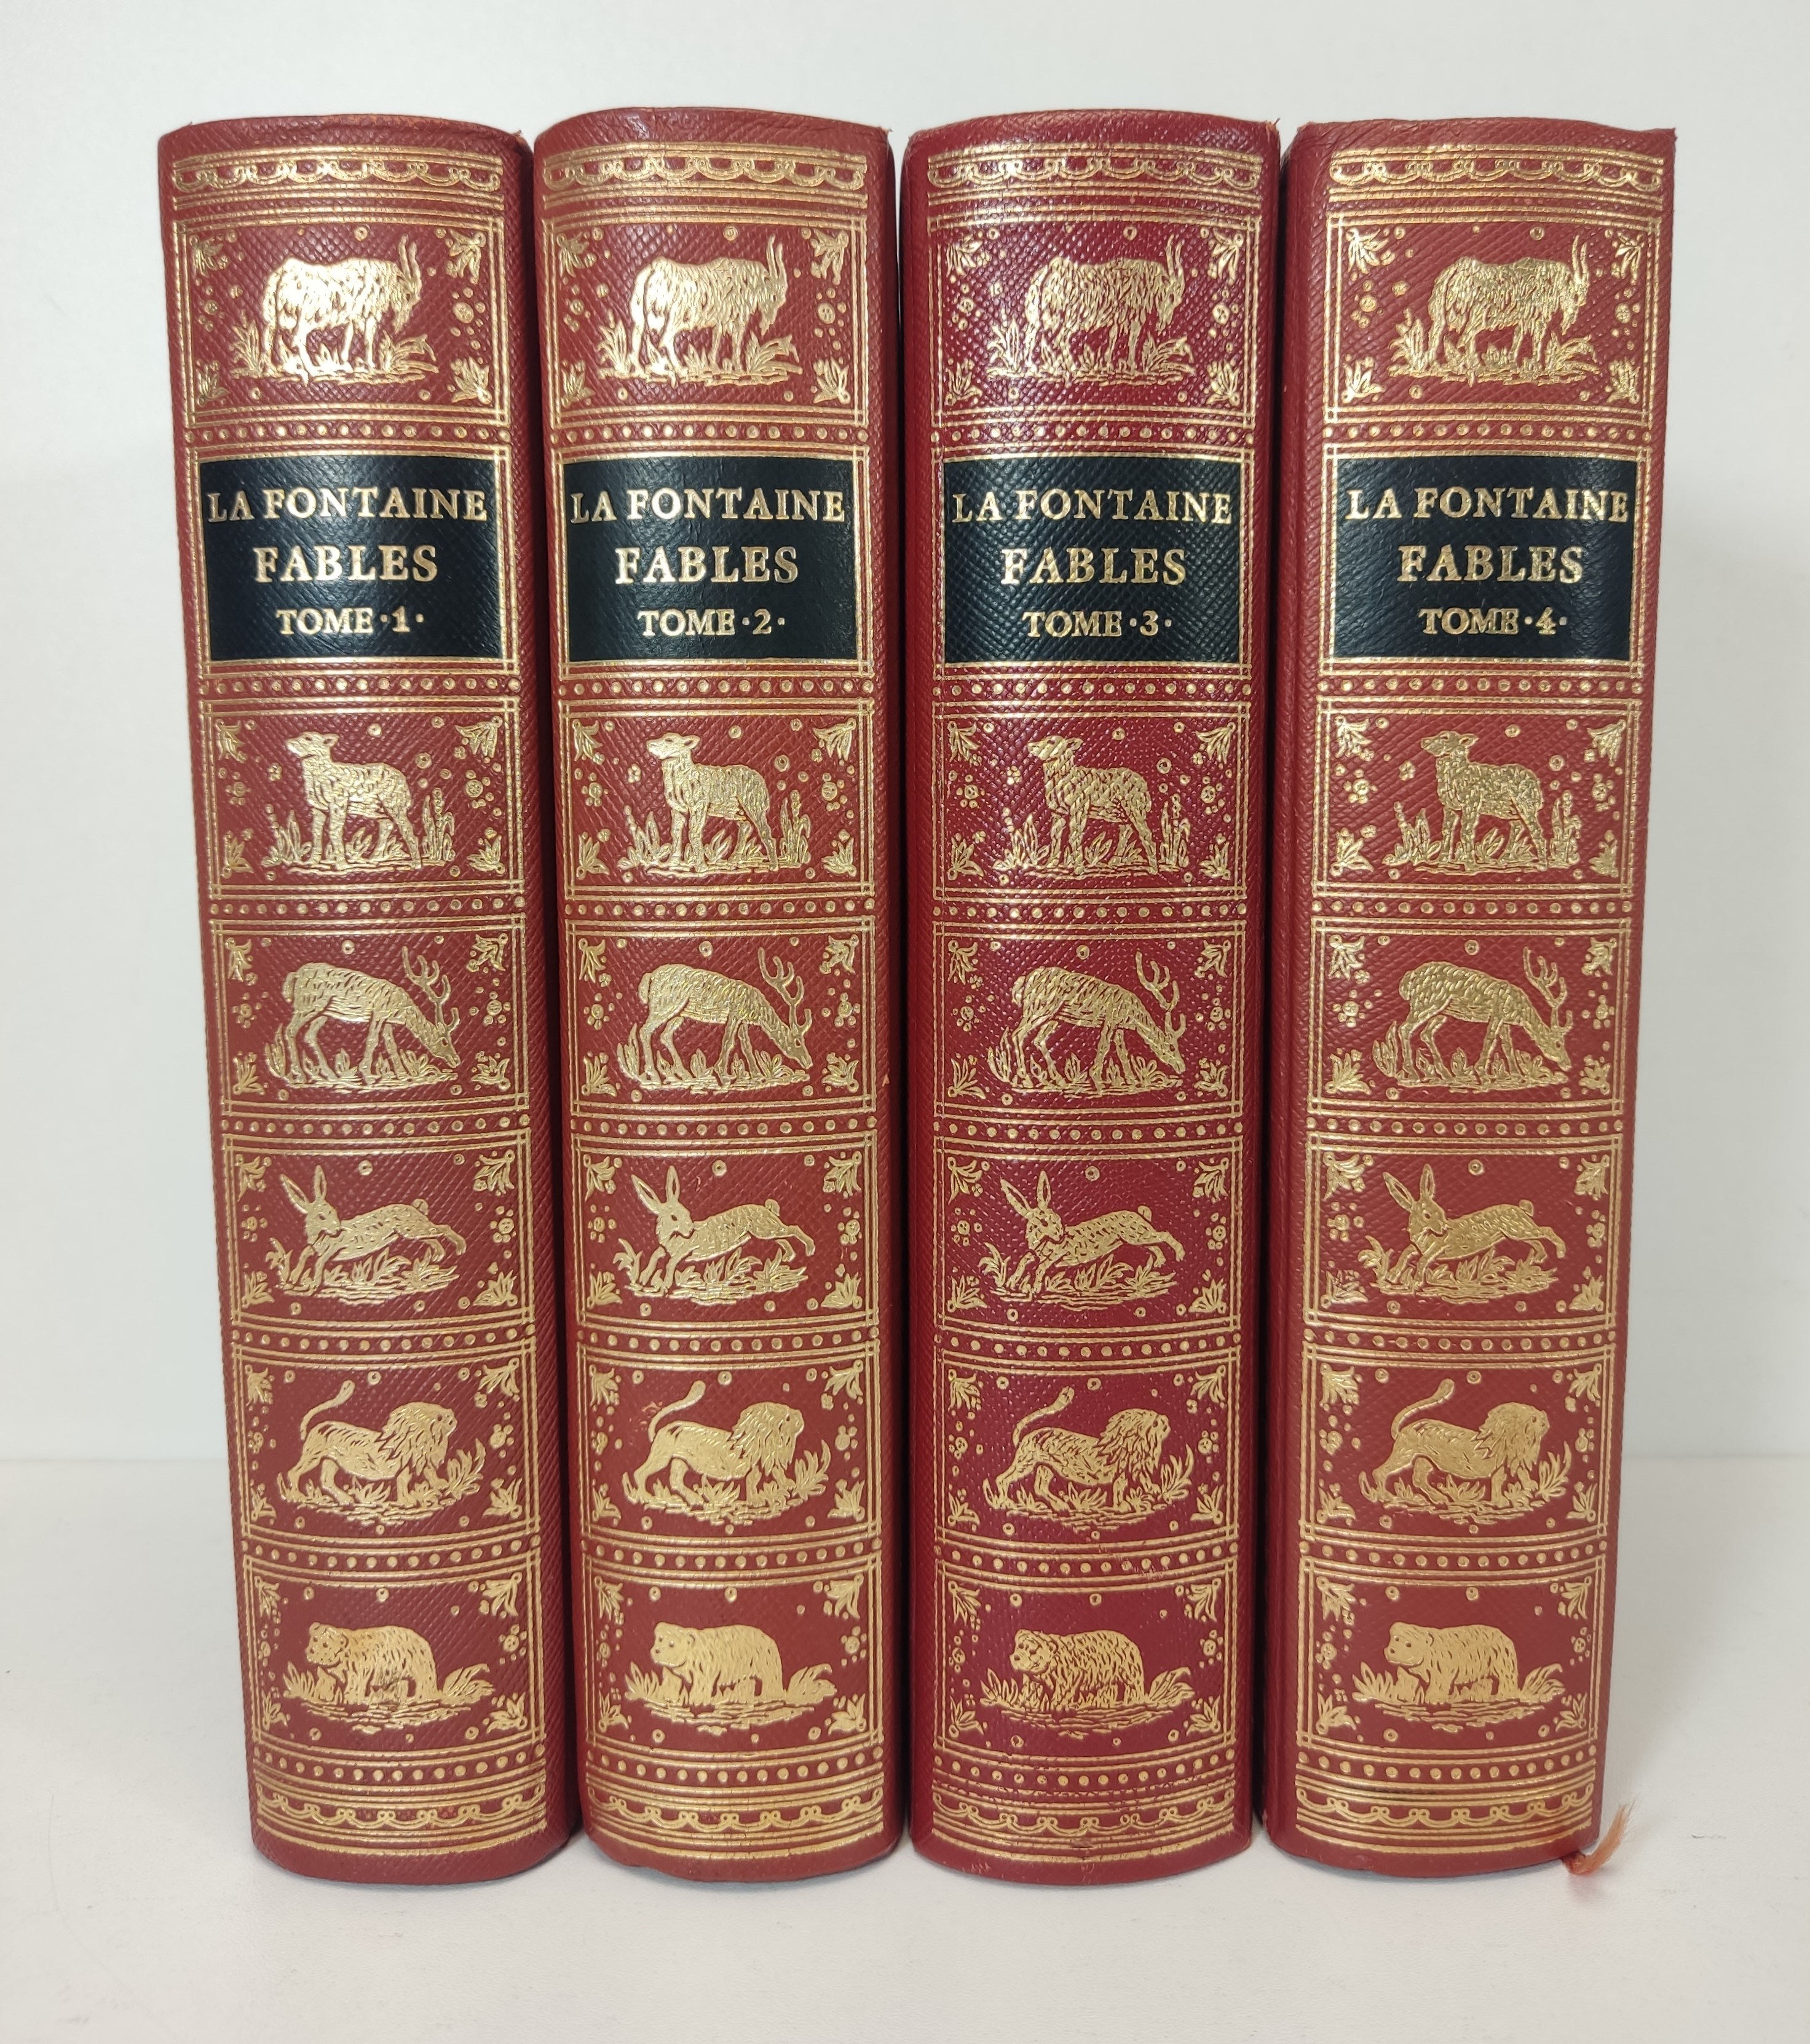 LA FONTAINE
FABLES
TOME·1·
LA FONTAINE
FABLES
TOME·2·
LA FONTAINE
FABLES
TOME·3·
LA FONTAINE
FABLES
TOME·4·